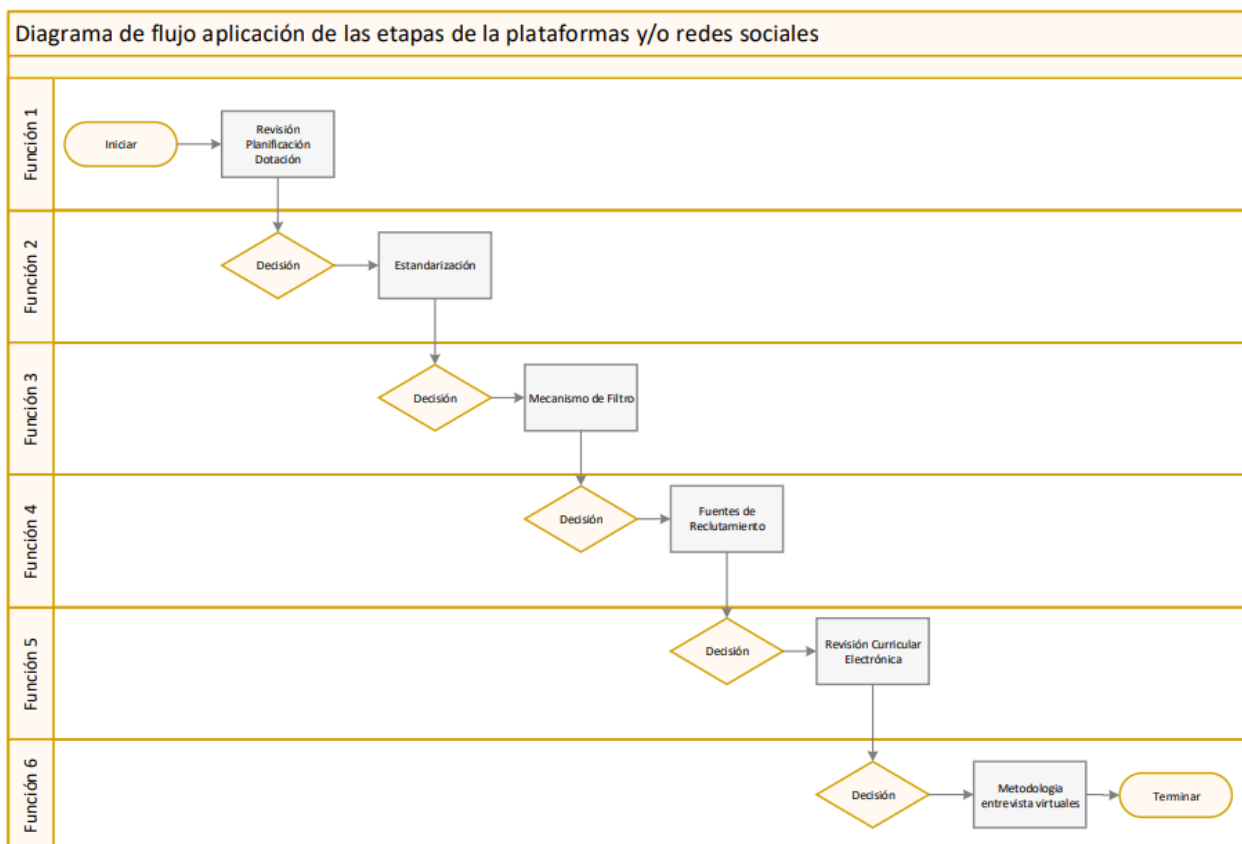 Diagrama de flujo aplicación de las etapas de la plataformas y/o redes sociales
Función 1
Iniciar
Revisión
Planificación
Dotación
Función 2
Decisión
Estandarización
Función 3
Decisión
Mecanismo de Filtro
Función 4
Decisión
Fuentes de
Reclutamiento
Función 5
Decisión
Revisión Curricular
Electrónica
Función 6
Decisión
Metodologia
entrevista virtuales
Terminar